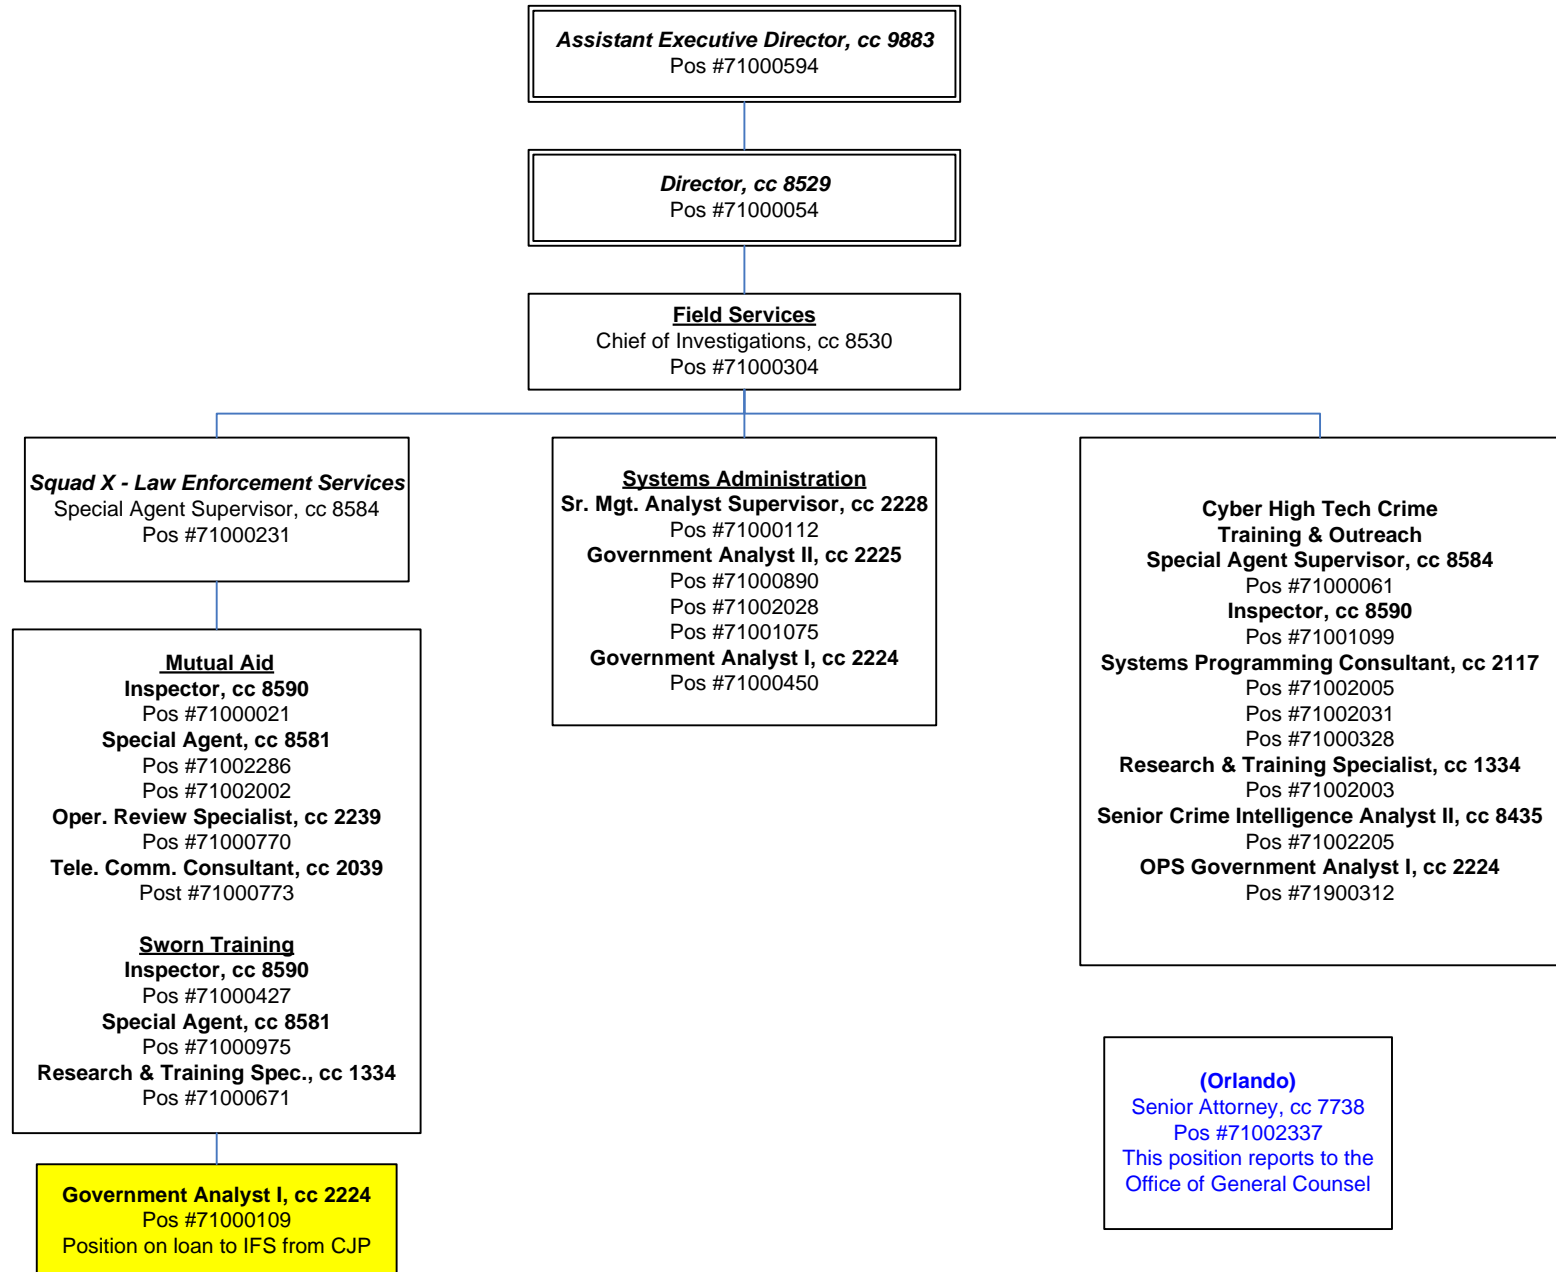 Assistant Executive Director, cc 9883
Pos #71000594
Director, cc 8529
Pos #71000054
Field Services
Chief of Investigations, cc 8530
Pos #71000304
Squad X - Law Enforcement Services
Special Agent Supervisor, cc 8584
Pos #71000231
Mutual Aid
Inspector, cc 8590
Pos #71000021
Special Agent, cc 8581
Pos #71002286
Pos #71002002
Oper. Review Specialist, cc 2239
Pos #71000770
Tele. Comm. Consultant, cc 2039
Post #71000773
Sworn Training
Inspector, cc 8590
Pos #71000427
Special Agent, cc 8581
Pos #71000975
Research & Training Spec., cc 1334
Pos #71000671
Government Analyst I, cc 2224
Pos #71000109
Position on loan to IFS from CJP
Systems Administration
Sr. Mgt. Analyst Supervisor, cc 2228
Pos #71000112
Government Analyst II, cc 2225
Pos #71000890
Pos #71002028
Pos #71001075
Government Analyst I, cc 2224
Pos #71000450
Cyber High Tech Crime
Training & Outreach
Special Agent Supervisor, cc 8584
Pos #71000061
Inspector, cc 8590
Pos #71001099
Systems Programming Consultant, cc 2117
Pos #71002005
Pos #71002031
Pos #71000328
Research & Training Specialist, cc 1334
Pos #71002003
Senior Crime Intelligence Analyst II, cc 8435
Pos #71002205
OPS Government Analyst I, cc 2224
Pos #71900312
(Orlando)
Senior Attorney, cc 7738
Pos #71002337
This position reports to the
Office of General Counsel